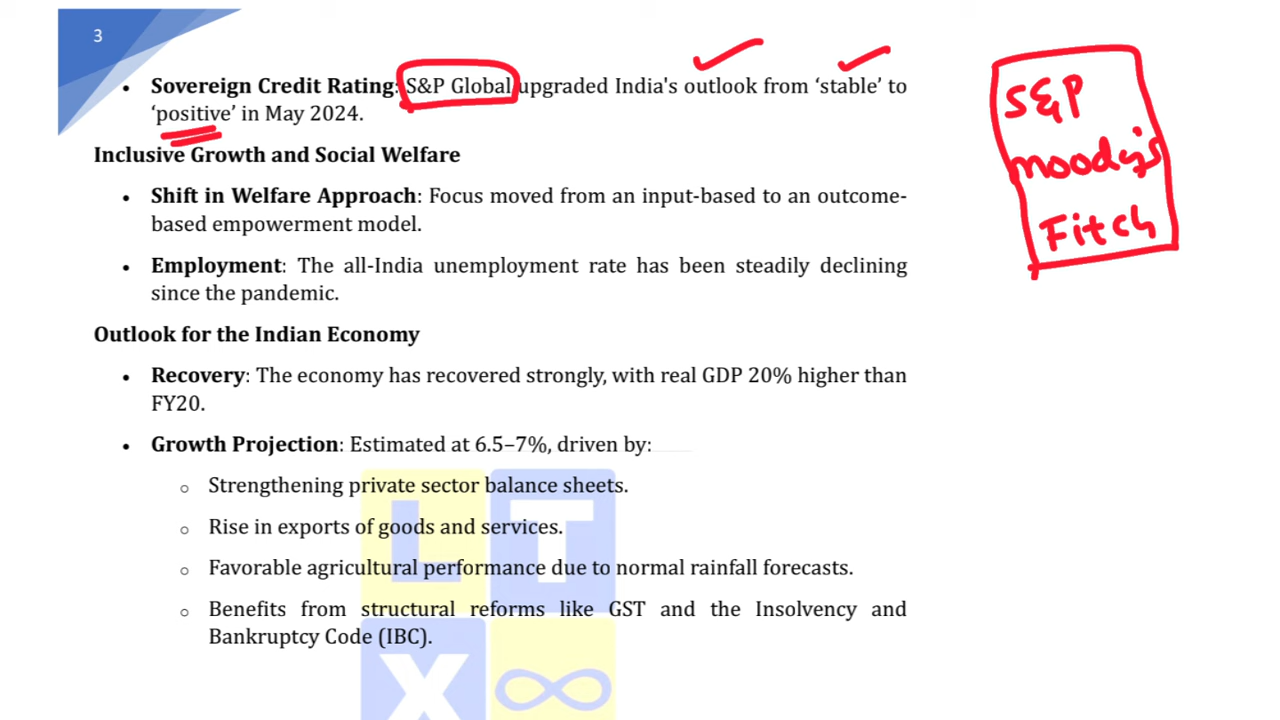 3
• Sovereign Credit Rating: S&P Global upgraded India's outlook from ‘stable’ to
‘positive’ in May 2024.
Inclusive Growth and Social Welfare
• Shift in Welfare Approach: Focus moved from an input-based to an outcome-
based empowerment model.
• Employment: The all-India unemployment rate has been steadily declining
since the pandemic.
Outlook for the Indian Economy
• Recovery: The economy has recovered strongly, with real GDP 20% higher than
FY20.
• Growth Projection: Estimated at 6.5–7%, driven by:
o Strengthening private sector balance sheets.
o Rise in exports of goods and services.
o Favorable agricultural performance due to normal rainfall forecasts.
o Benefits from structural reforms like GST and the Insolvency and
Bankruptcy Code (IBC).
S&P
moody's
Fitch
L T
X ∞